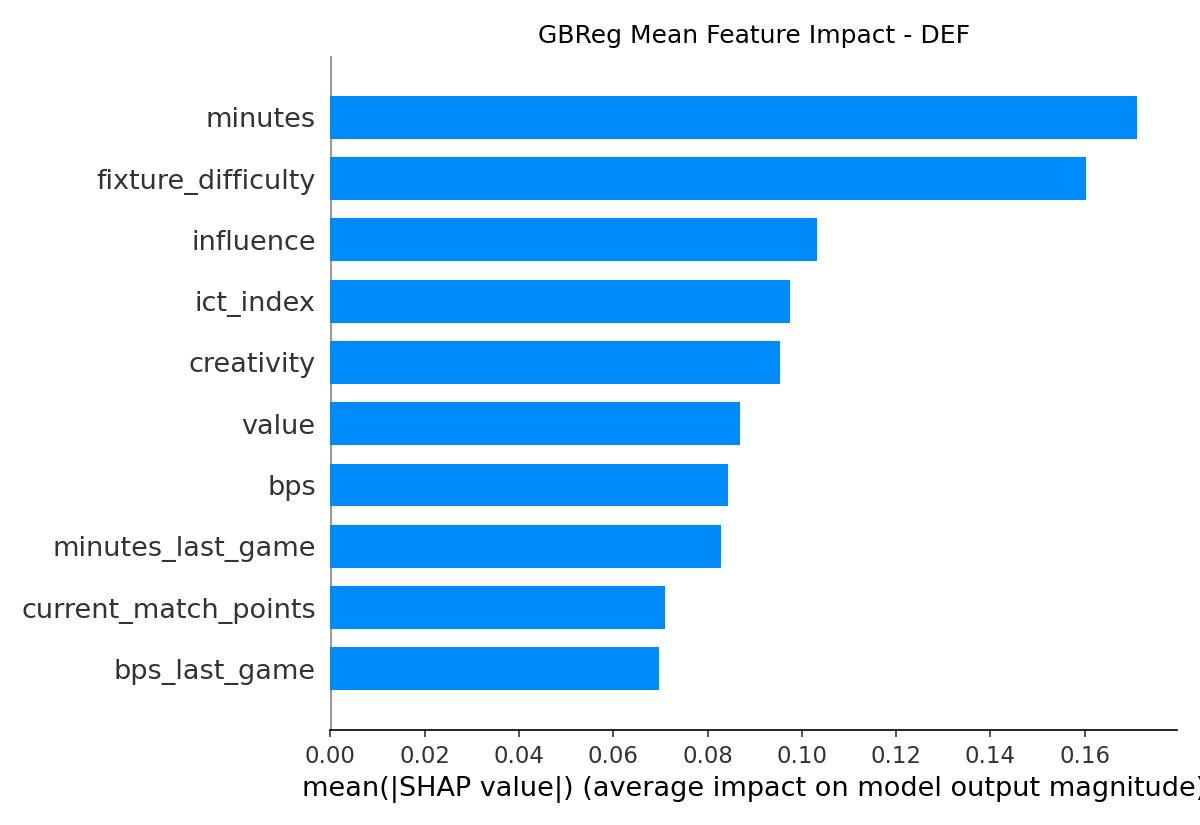 GBReg Mean Feature Impact - DEF
minutes
fixture_difficulty
influence
ict_index
creativity
value
bps
minutes_last_game
current_match_points
bps_last_game
0.00 0.02 0.04 0.06 0.08 0.10 0.12 0.14 0.16
mean(|SHAP value|) (average impact on model output magnitude)